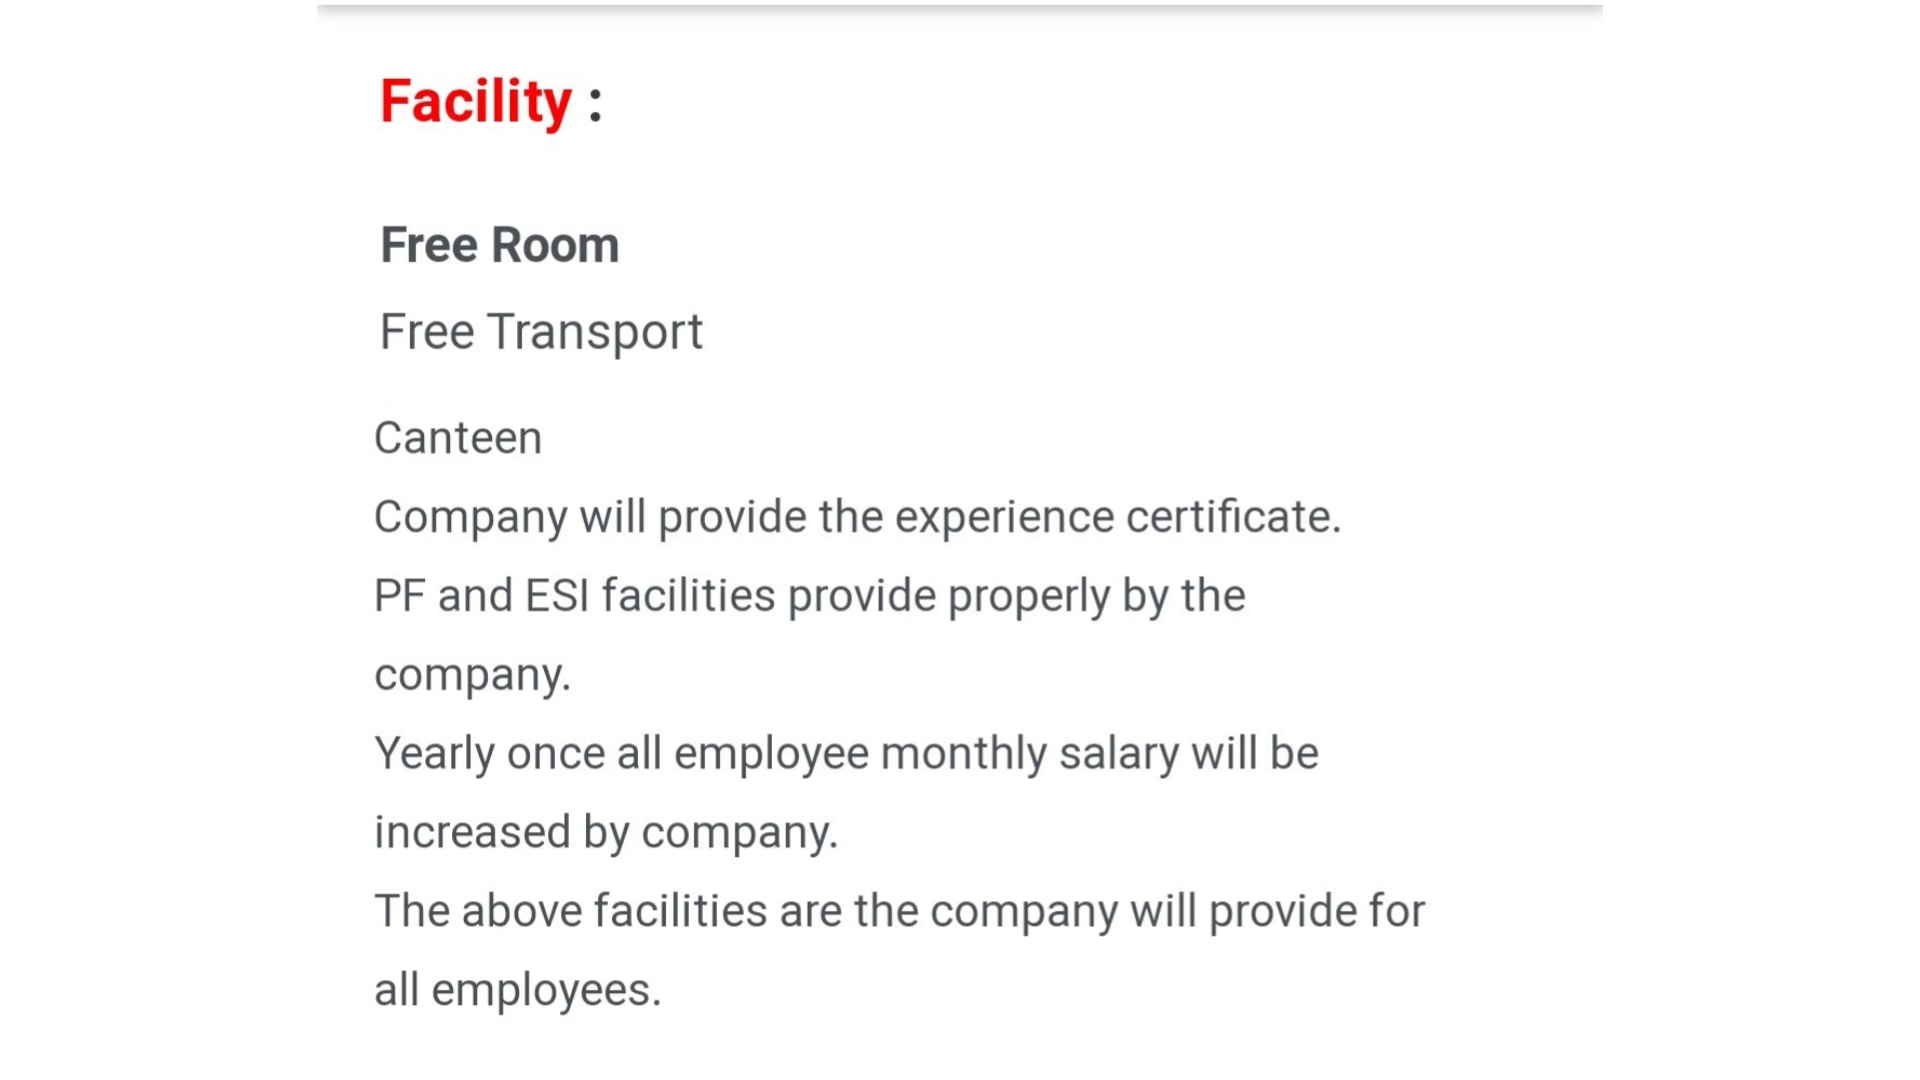 Facility :
Free Room
Free Transport
Canteen
Company will provide the experience certificate.
PF and ESI facilities provide properly by the
company.
Yearly once all employee monthly salary will be
increased by company.
The above facilities are the company will provide for
all employees.